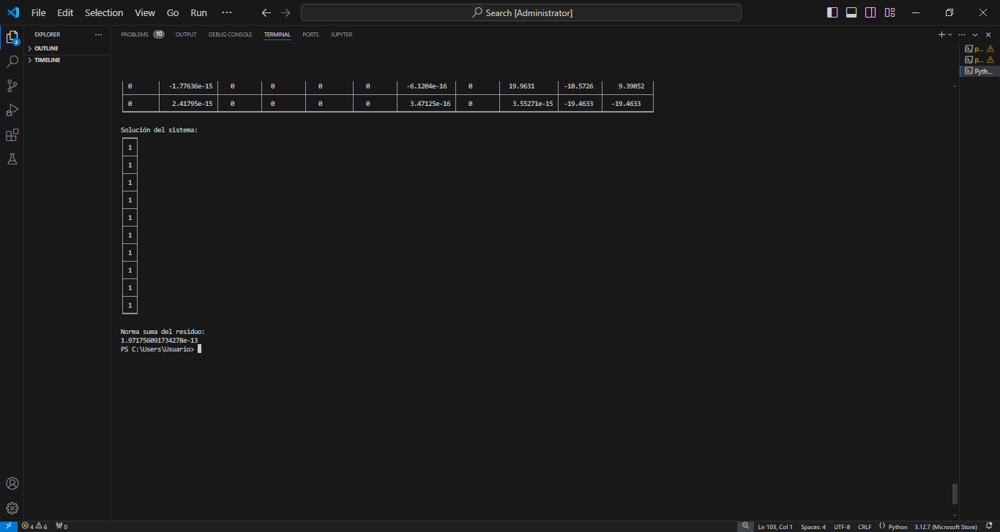 File Edit Selection View Go Run ··· Search [Administrator]
EXPLORER ···
OUTLINE
TIMELINE
PROBLEMS 10 OUTPUT DEBUG CONSOLE TERMINAL PORTS JUPYTER
p...
p...
Pyth...
2
0 -1.77636e-15 0 0 0 0 -6.1204e-16 0 19.9631 -10.5726 9.39052
0 2.41795e-15 0 0 0 0 3.47125e-16 0 3.55271e-15 -19.4633 -19.4633
Solución del sistema:
1
1
1
1
1
1
1
1
1
1
Norma suma del residuo:
1.971756091734278e-13
PS C:\Users\Usuario>
4 6 0 Ln 103, Col 1 Spaces: 4 UTF-8 CRLF {} Python 3.12.7 (Microsoft Store)